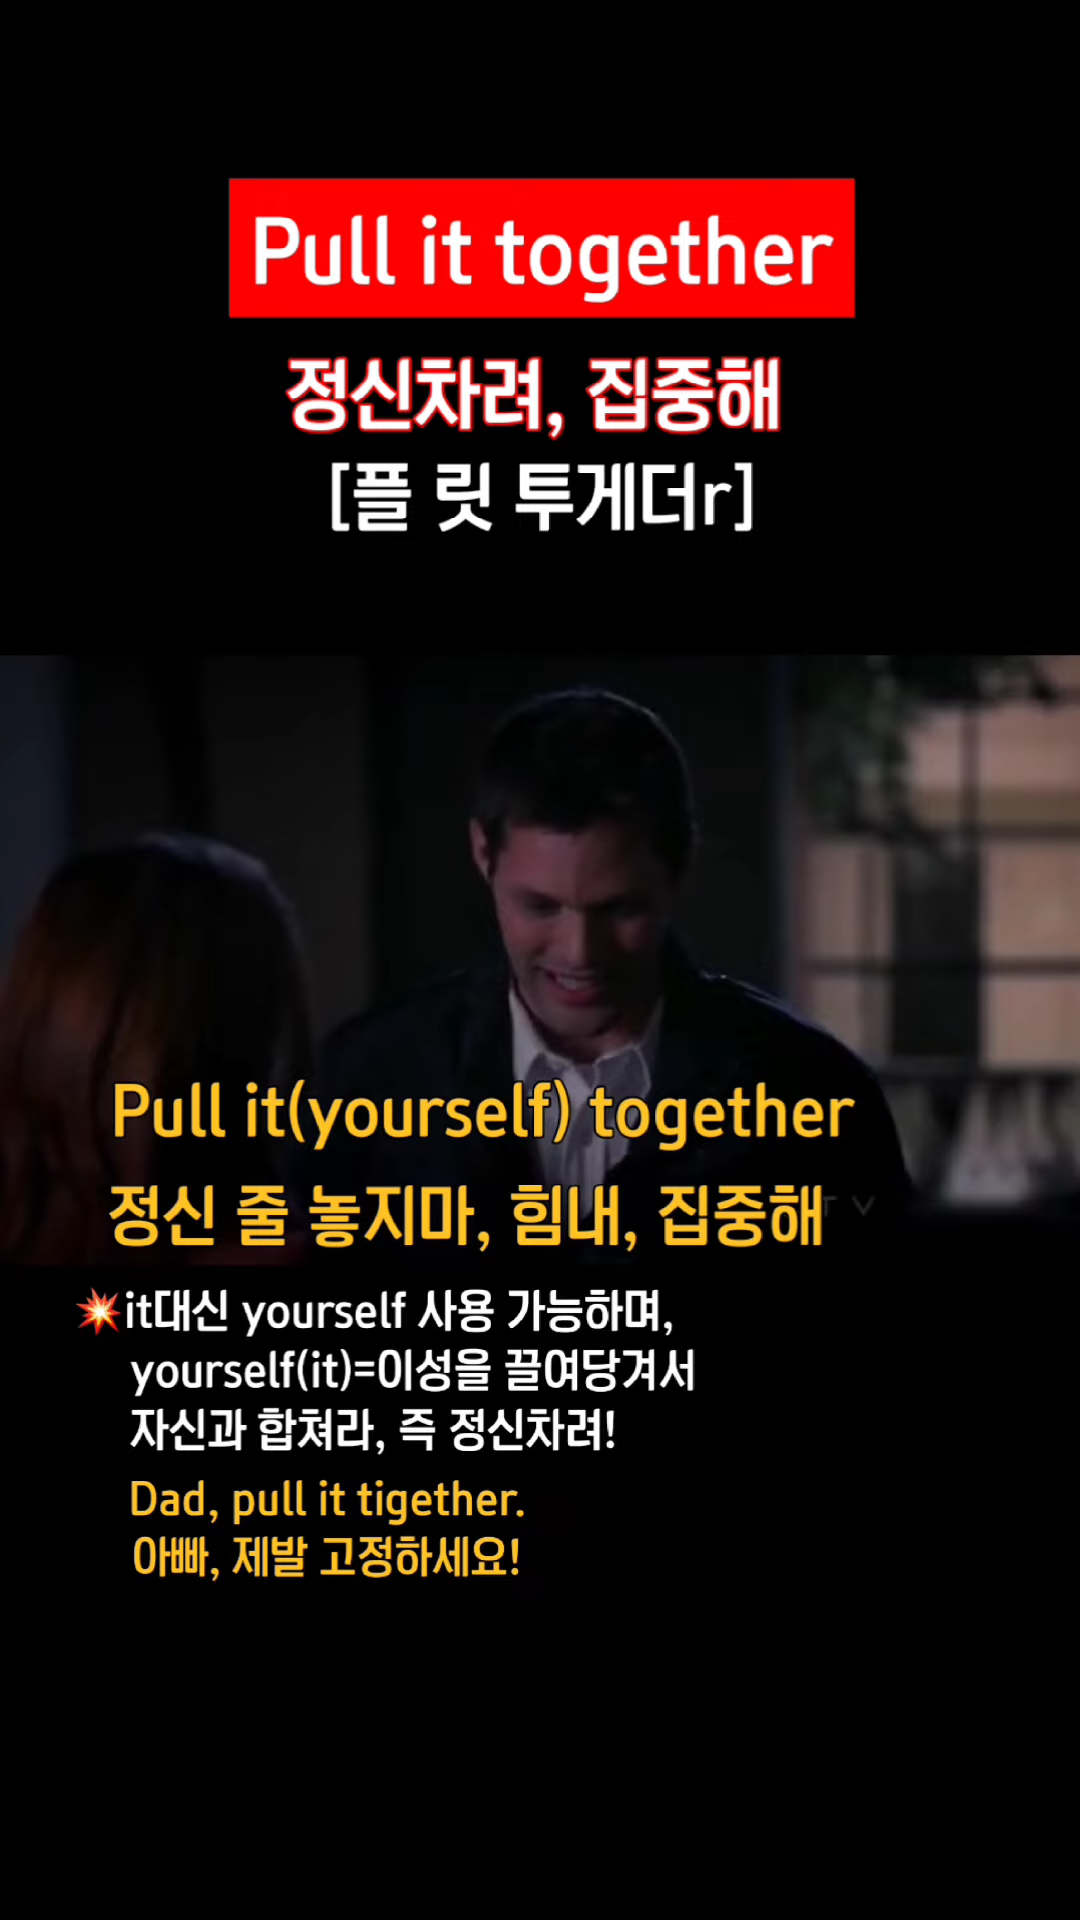 Pull it together
정신차려, 집중해
[플 릿 투게더r]
Pull it(yourself) together
정신 줄 놓지마, 힘내, 집중해
💥it대신 yourself 사용 가능하며,
yourself(it)=이성을 끌여당겨서
자신과 합쳐라, 즉 정신차려!
Dad, pull it tigether.
아빠, 제발 고정하세요!